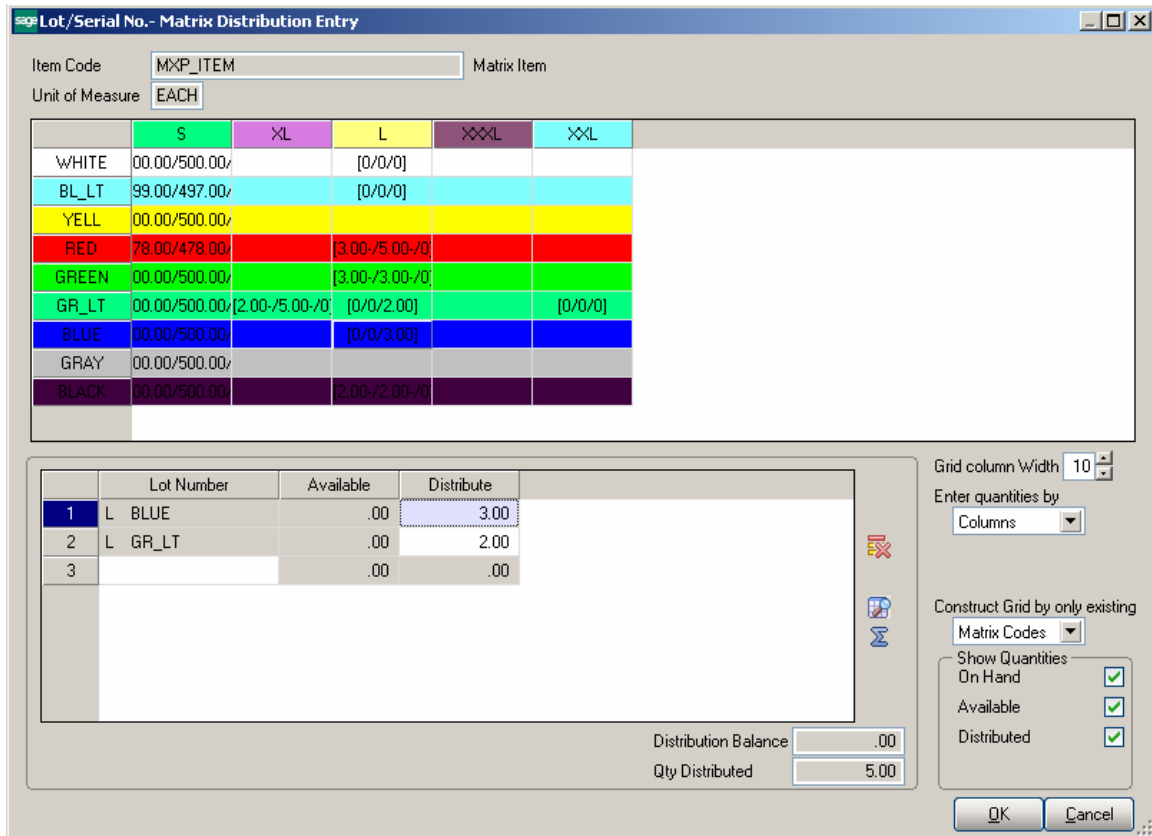 sage Lot/Serial No.- Matrix Distribution Entry
Item Code MXP_ITEM Matrix Item
Unit of Measure EACH
S XL L XXXL XXL
WHITE 00.00/500.00/ [0/0/0]
BL_LT 99.00/497.00/ [0/0/0]
YELL 00.00/500.00/
RED 78.00/478.00/ [3.00-/5.00-/0]
GREEN 00.00/500.00/ [3.00-/3.00-/0]
GR_LT 00.00/500.00/ [2.00-/5.00-/0] [0/0/2.00] [0/0/0]
BLUE 00.00/500.00/ [0/0/3.00]
GRAY 00.00/500.00/
BLACK 00.00/500.00/ [2.00-/2.00-/0]
Grid column Width 10
Enter quantities by
Columns
Lot Number Available Distribute
1 L BLUE .00 3.00
2 L GR_LT .00 2.00
3 .00 .00
Construct Grid by only existing
Matrix Codes
Show Quantities
On Hand
Available
Distributed
Distribution Balance .00
Qty Distributed 5.00
OK Cancel